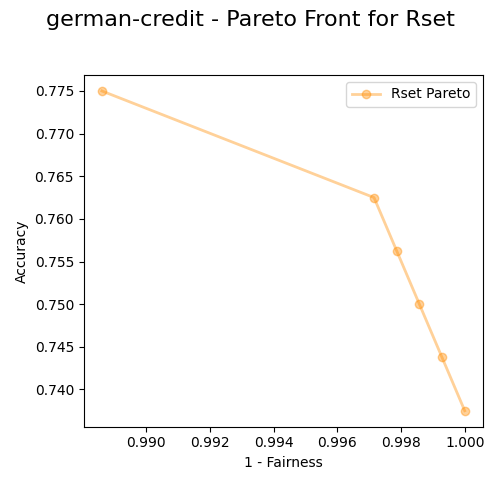 german-credit - Pareto Front for Rset
Rset Pareto
0.775
0.770
0.765
0.760
0.755
0.750
0.745
0.740
Accuracy
0.990 0.992 0.994 0.996 0.998 1.000
1 - Fairness